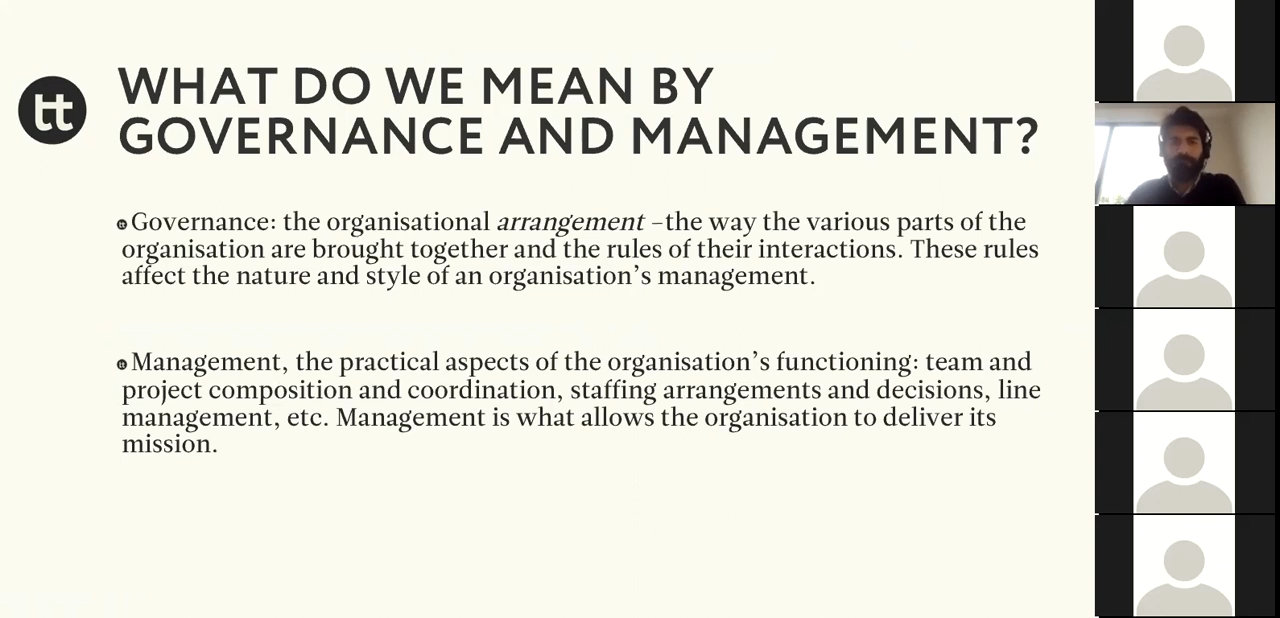 tt
WHAT DO WE MEAN BY
GOVERNANCE AND MANAGEMENT?
Governance: the organisational arrangement –the way the various parts of the
organisation are brought together and the rules of their interactions. These rules
affect the nature and style of an organisation’s management.
Management, the practical aspects of the organisation’s functioning: team and
project composition and coordination, staffing arrangements and decisions, line
management, etc. Management is what allows the organisation to deliver its
mission.